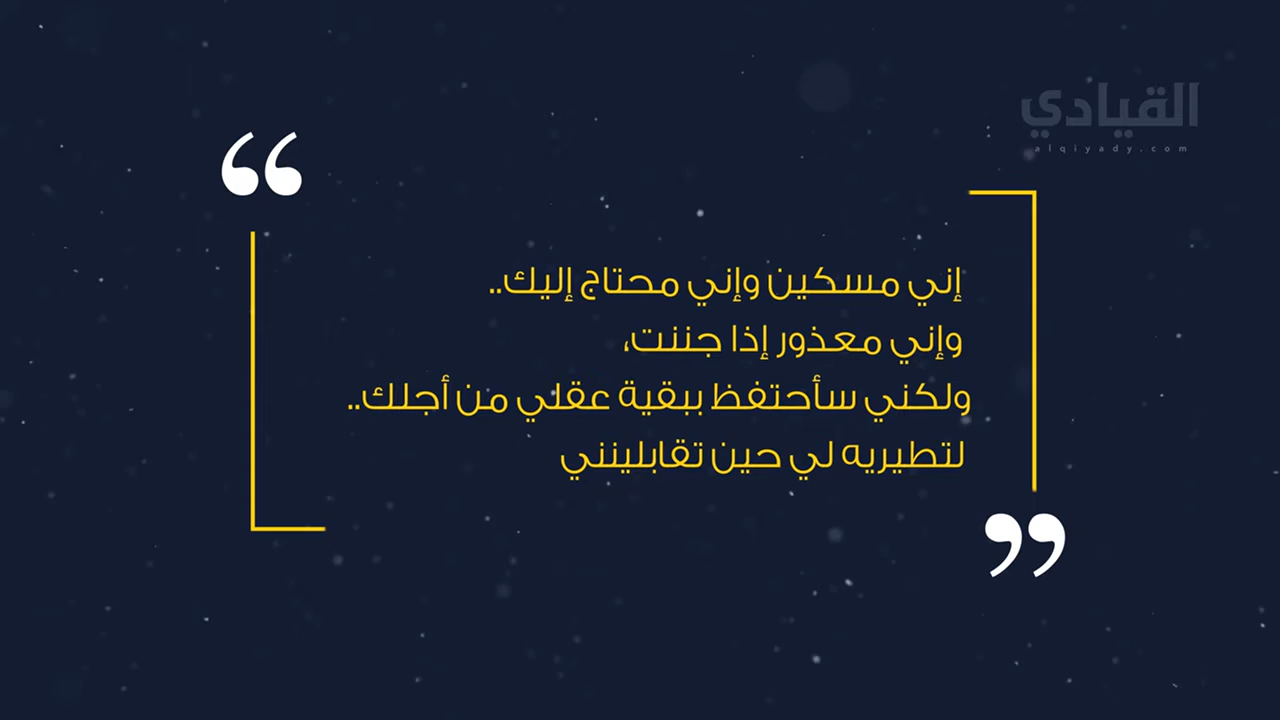 القيادي
alqiyady.com
إني مسكين وإني محتاج إليك..
وإني معذور إذا جننت،
ولكني سأحتفظ ببقية عقلي من أجلك..
لتطيريه لي حين تقابلينني